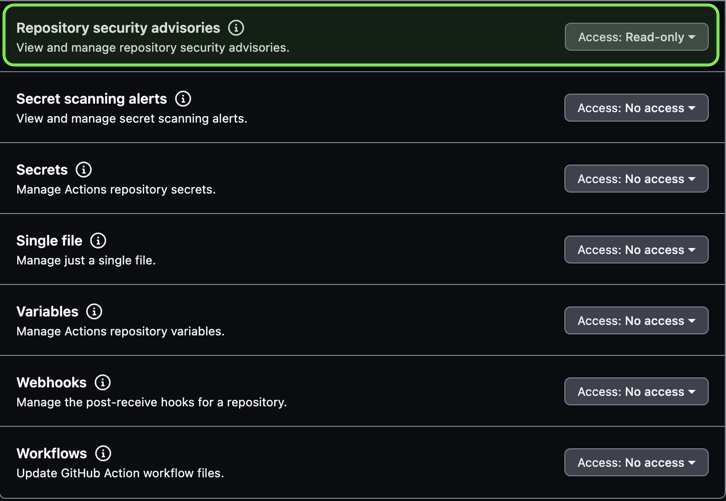 Repository security advisories
View and manage repository security advisories.
Access: Read-only
Secret scanning alerts
View and manage secret scanning alerts.
Access: No access
Secrets
Manage Actions repository secrets.
Access: No access
Single file
Manage just a single file.
Access: No access
Variables
Manage Actions repository variables.
Access: No access
Webhooks
Manage the post-receive hooks for a repository.
Access: No access
Workflows
Update GitHub Action workflow files.
Access: No access